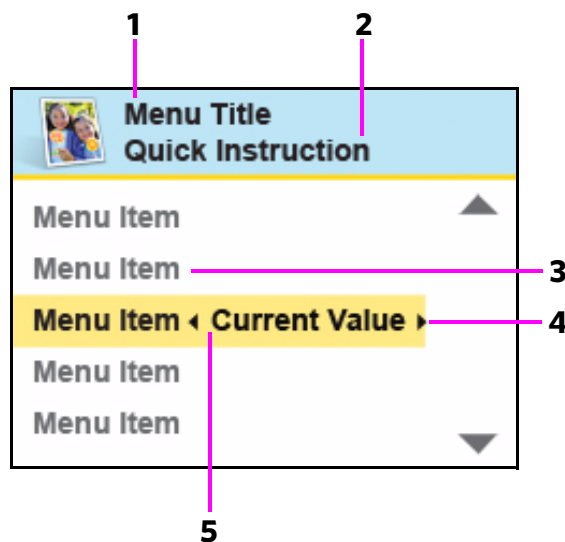 1 2
Menu Title
Quick Instruction
Menu Item
Menu Item 3
Menu Item Current Value 4
Menu Item
Menu Item
5